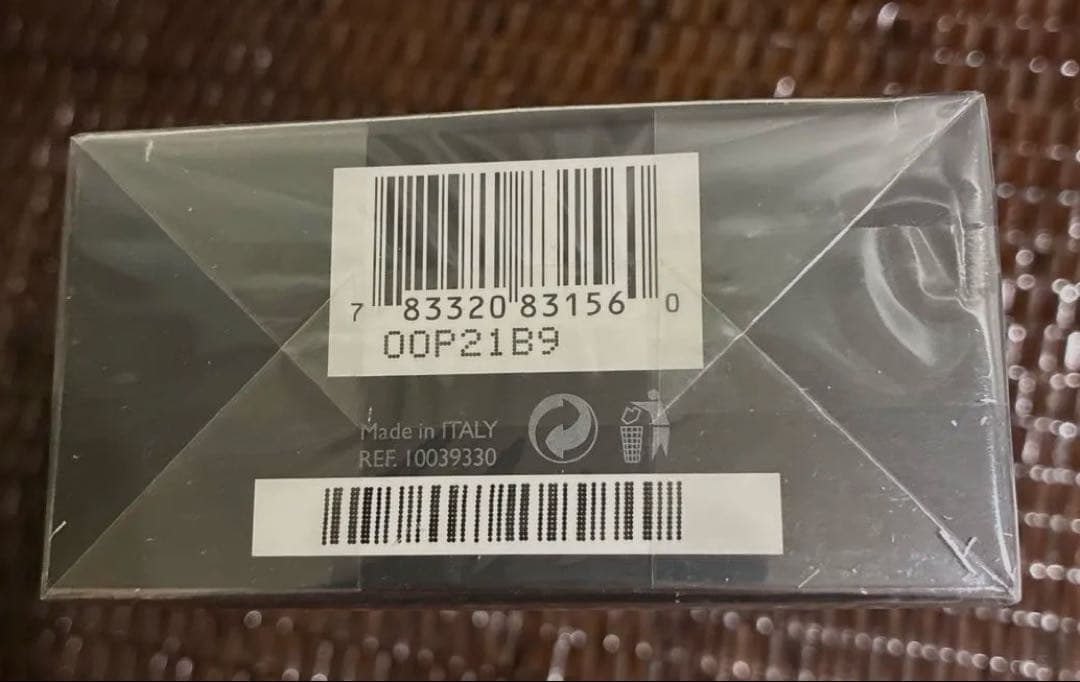 7 83320 83156 0
00P21B9
Made in ITALY
REF. 10039330